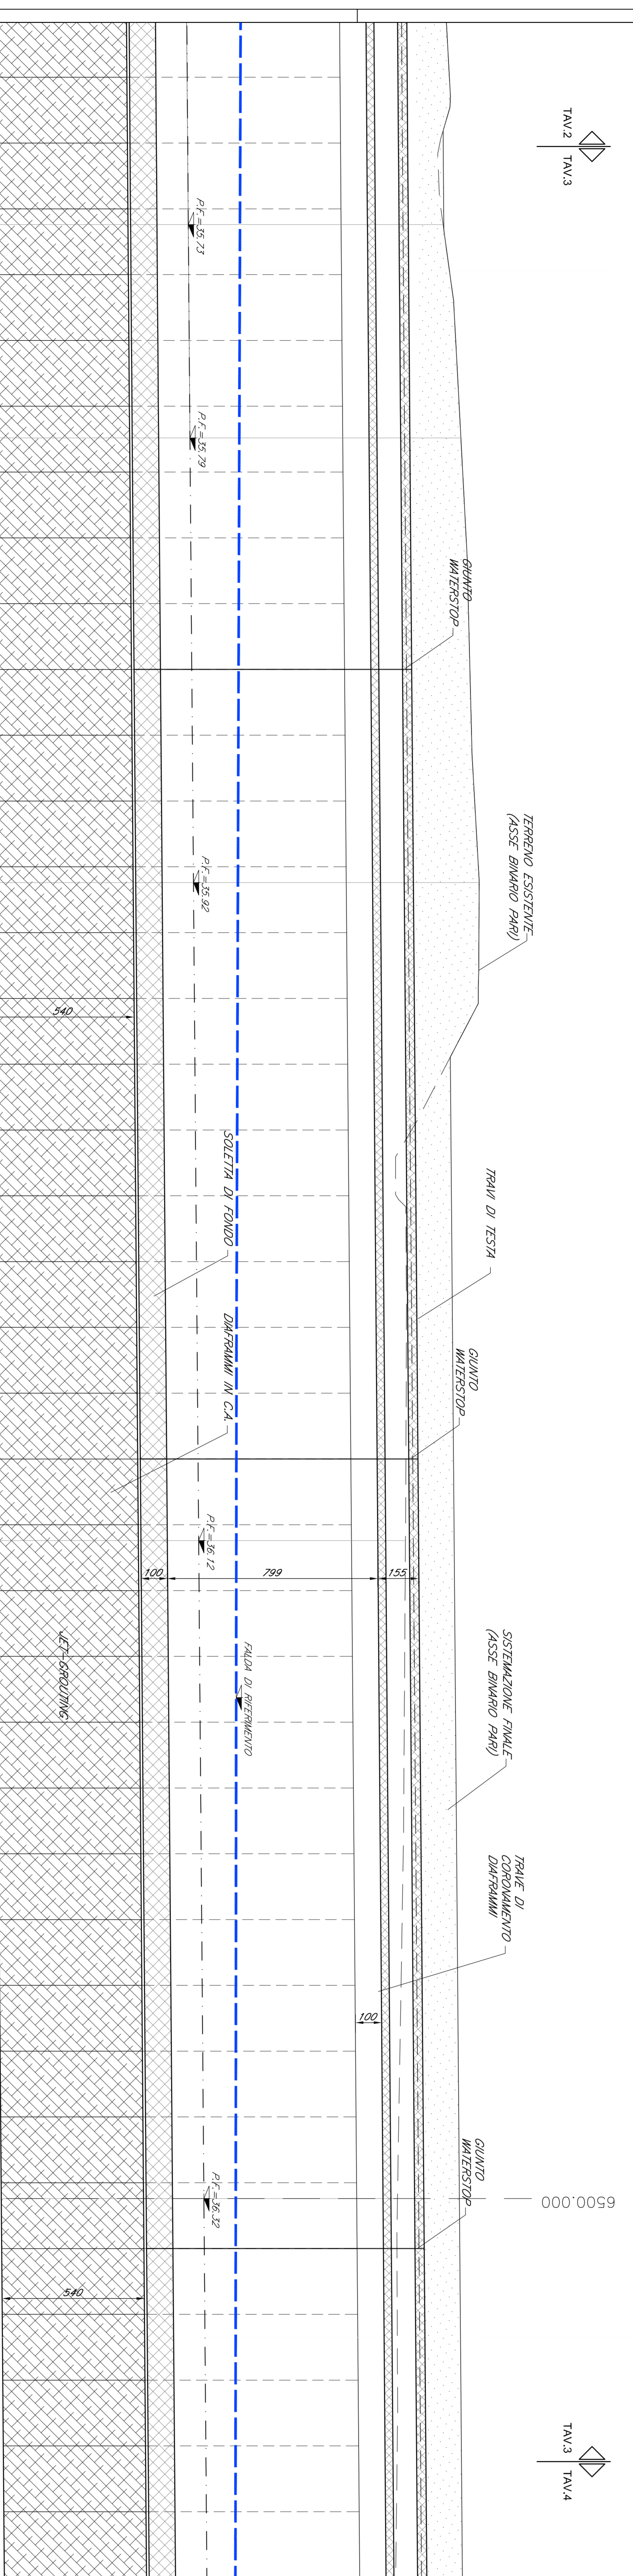 TAV.2
TAV.3
P.F.=35.73
P.F.=35.79
GIUNTO
WATERSTOP
TERRENO ESISTENTE
(ASSE BINARIO PARI)
P.F.=35.92
540
SOLETTA DI FONDO
TRAVI DI TESTA
DIAFRAMMI IN C.A.
GIUNTO
WATERSTOP
P.F.=36.12
100
799
155
JET-GROUTING
FALDA DI RIFERIMENTO
SISTEMAZIONE FINALE
(ASSE BINARIO PARI)
TRAVE DI
CORONAMENTO
DIAFRAMMI
100
GIUNTO
WATERSTOP
P.F.=36.32
6500.000
540
TAV.3
TAV.4